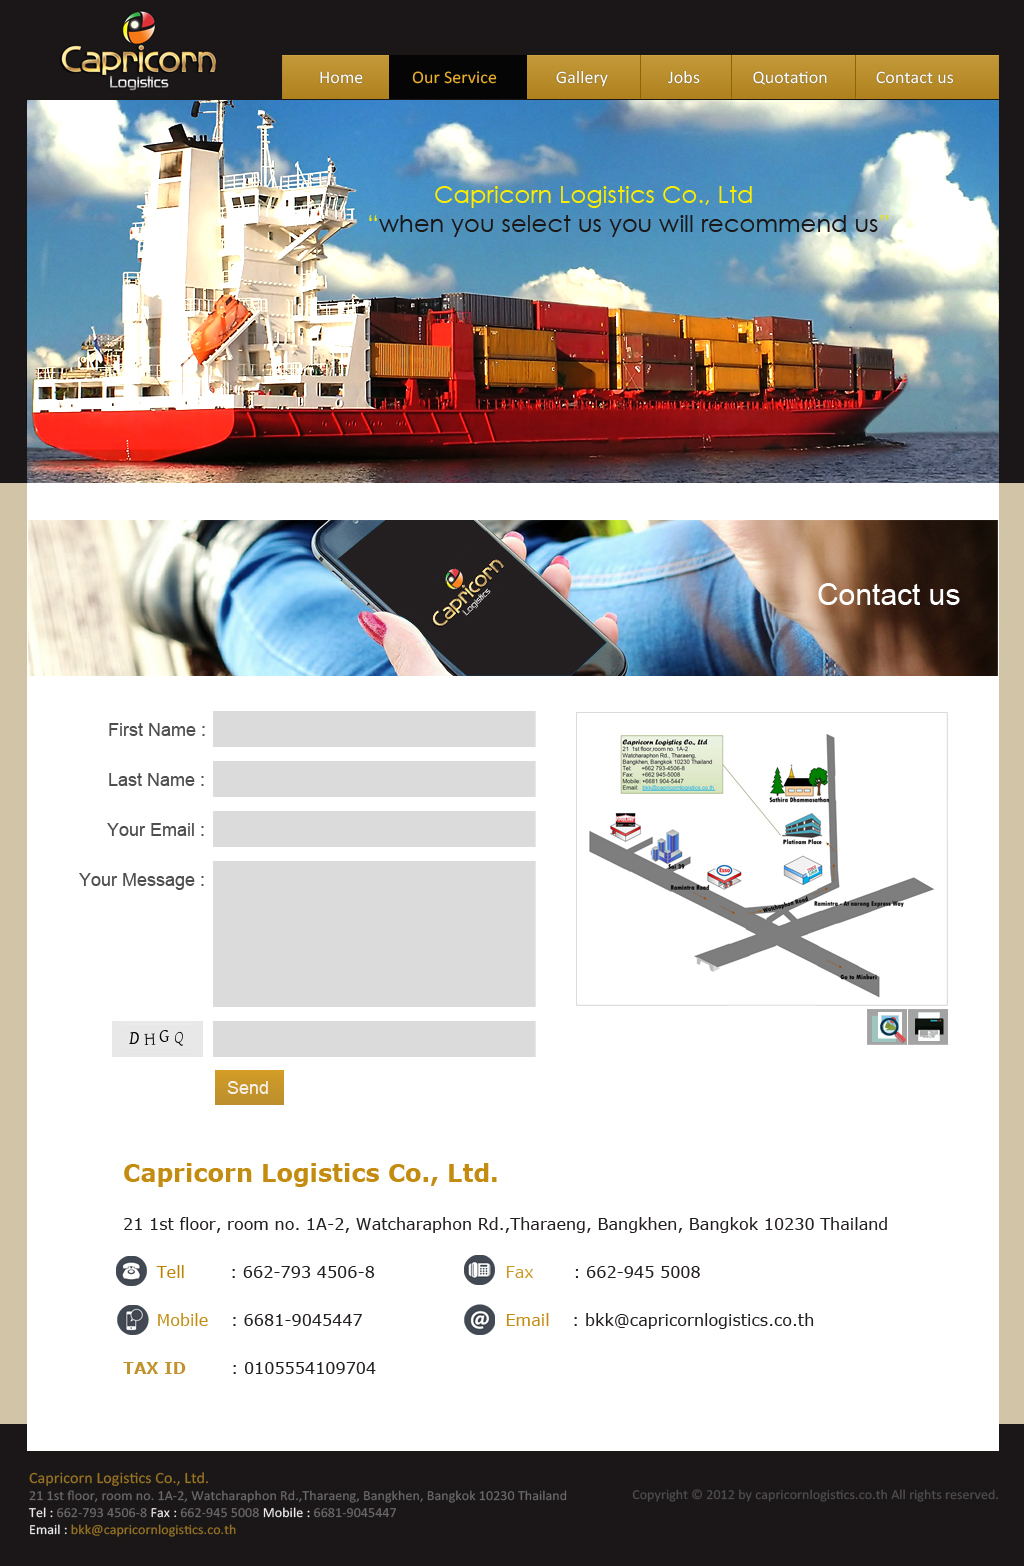 Capricorn
Logistics
Home
Our Service
Gallery
Jobs
Quotation
Contact us
Capricorn Logistics Co., Ltd
“when you select us you will recommend us”
Capricorn
Logistics
Contact us
First Name :
Last Name :
Your Email :
Your Message :
DHGQ
Send
Capricorn Logistics Co., Ltd
21 1st floor,room no. 1A-2
Watcharaphon Rd., Tharaeng,
Bangkhen, Bangkok 10230 Thailand
Tel: +662 793-4506-8
Fax: +662 945-5008
Mobile: +6681 904-5447
Email: bkk@capricornlogistics.co.th
Sathira Dhammasathan
Platinum Place
Soi 39
Esso
Ramintra Road
Watchaphon Road
Ramintra - At narong Express Way
Go to Minburi
Capricorn Logistics Co., Ltd.
21 1st floor, room no. 1A-2, Watcharaphon Rd.,Tharaeng, Bangkhen, Bangkok 10230 Thailand
Tell : 662-793 4506-8
Fax : 662-945 5008
Mobile : 6681-9045447
Email : bkk@capricornlogistics.co.th
TAX ID : 0105554109704
Capricorn Logistics Co., Ltd.
21 1st floor, room no. 1A-2, Watcharaphon Rd.,Tharaeng, Bangkhen, Bangkok 10230 Thailand
Tel : 662-793 4506-8 Fax : 662-945 5008 Mobile : 6681-9045447
Email : bkk@capricornlogistics.co.th
Copyright © 2012 by capricornlogistics.co.th All rights reserved.